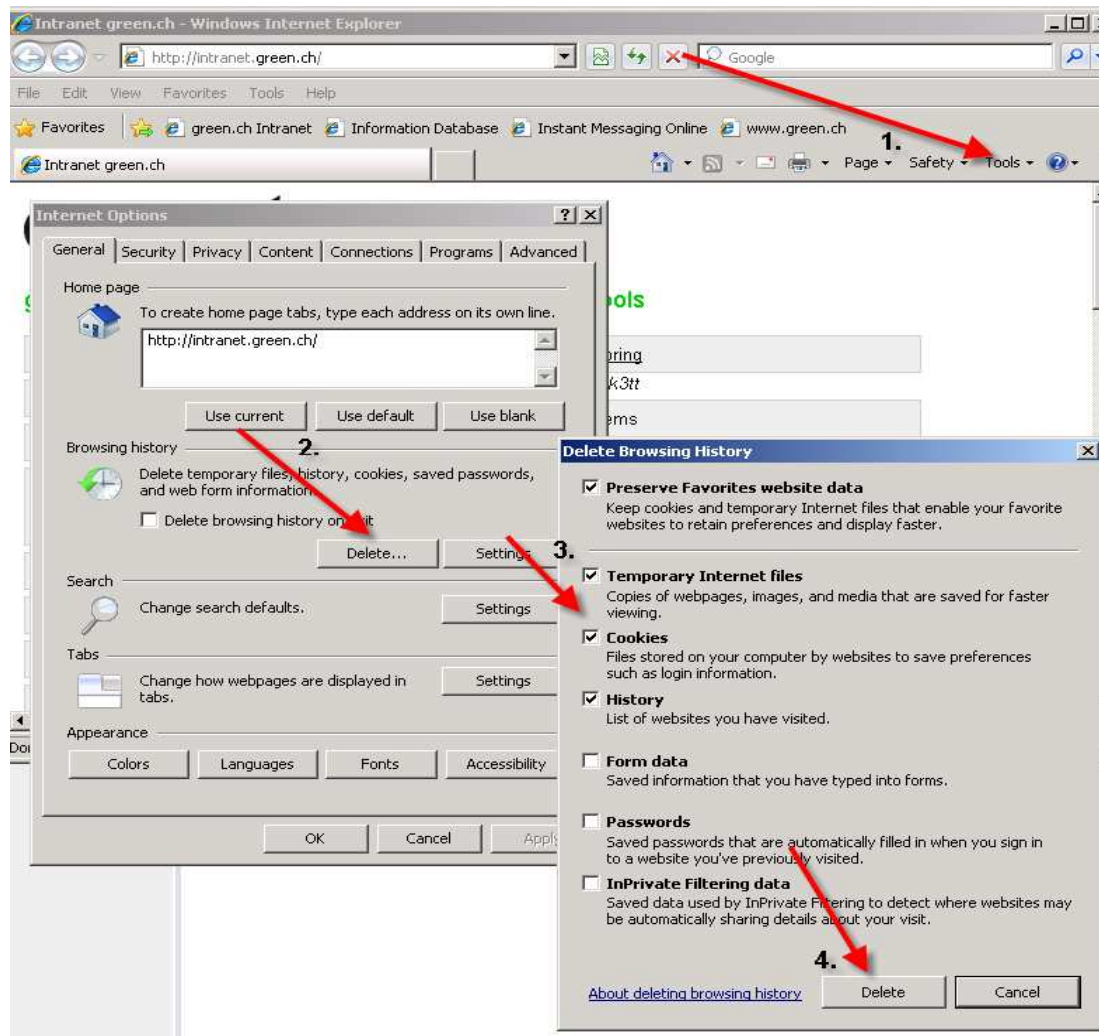 Intranet green.ch - Windows Internet Explorer
http://intranet.green.ch/
Google
File Edit View Favorites Tools Help
Favorites green.ch Intranet Information Database Instant Messaging Online www.green.ch
1.
Intranet green.ch
Page Safety Tools
Internet Options
General Security Privacy Content Connections Programs Advanced
Home page
To create home page tabs, type each address on its own line.
http://intranet.green.ch/
Use current Use default Use blank
2.
Browsing history
Delete temporary files, history, cookies, saved passwords,
and web form information.
Delete browsing history on exit
Delete... Settings
Search
Change search defaults.
Settings
Tabs
Change how webpages are displayed in
tabs.
Settings
Appearance
Colors Languages Fonts Accessibility
OK Cancel
ools
oring
k3tt
ems
Delete Browsing History
Preserve Favorites website data
Keep cookies and temporary Internet files that enable your favorite
websites to retain preferences and display faster.
3.
Temporary Internet files
Copies of webpages, images, and media that are saved for faster
viewing.
Cookies
Files stored on your computer by websites to save preferences
such as login information.
History
List of websites you have visited.
Form data
Saved information that you have typed into forms.
Passwords
Saved passwords that are automatically filled in when you sign in
to a website you've previously visited.
InPrivate Filtering data
Saved data used by InPrivate Filtering to detect where websites may
be automatically sharing details about your visit.
4.
About deleting browsing history Delete Cancel